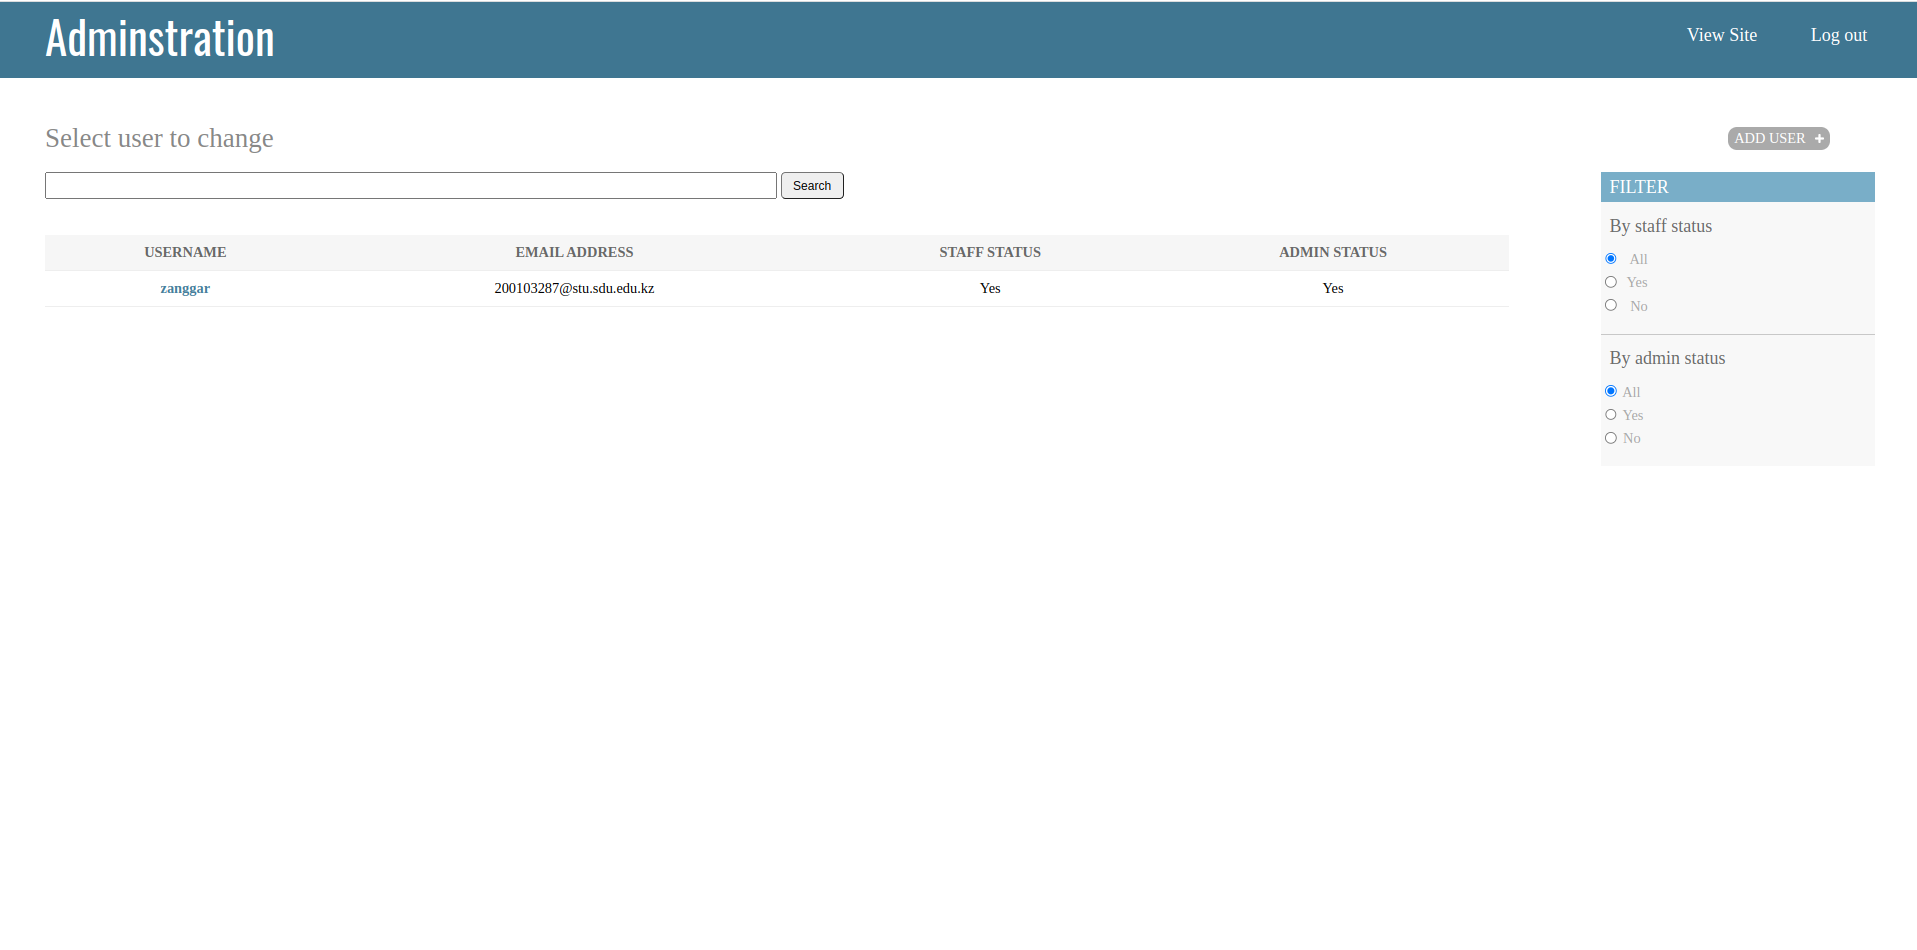 Adminstration
View Site
Log out
Select user to change
ADD USER +
Search
FILTER
By staff status
All
Yes
No
By admin status
All
Yes
No
USERNAME EMAIL ADDRESS STAFF STATUS ADMIN STATUS
zanggar 200103287@stu.sdu.edu.kz Yes Yes